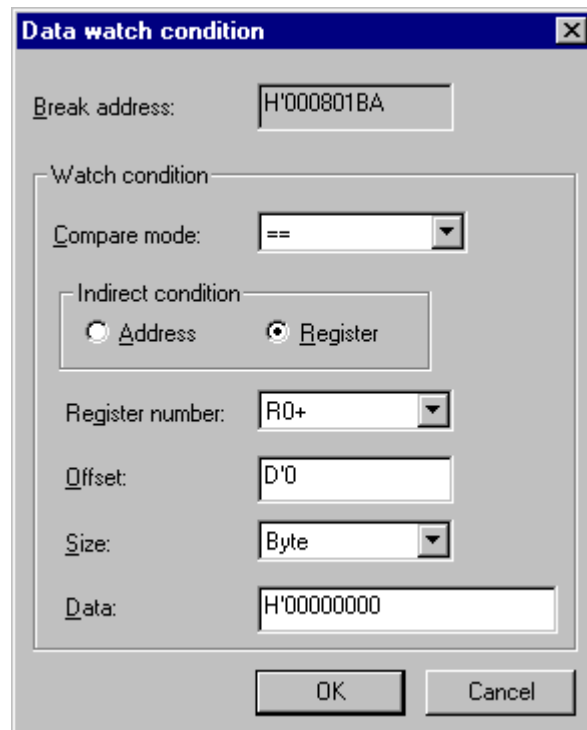 Data watch condition
Break address: H'000801BA
Watch condition
Compare mode: ==
Indirect condition
Address Register
Register number: R0+
Offset: D'0
Size: Byte
Data: H'00000000
OK Cancel